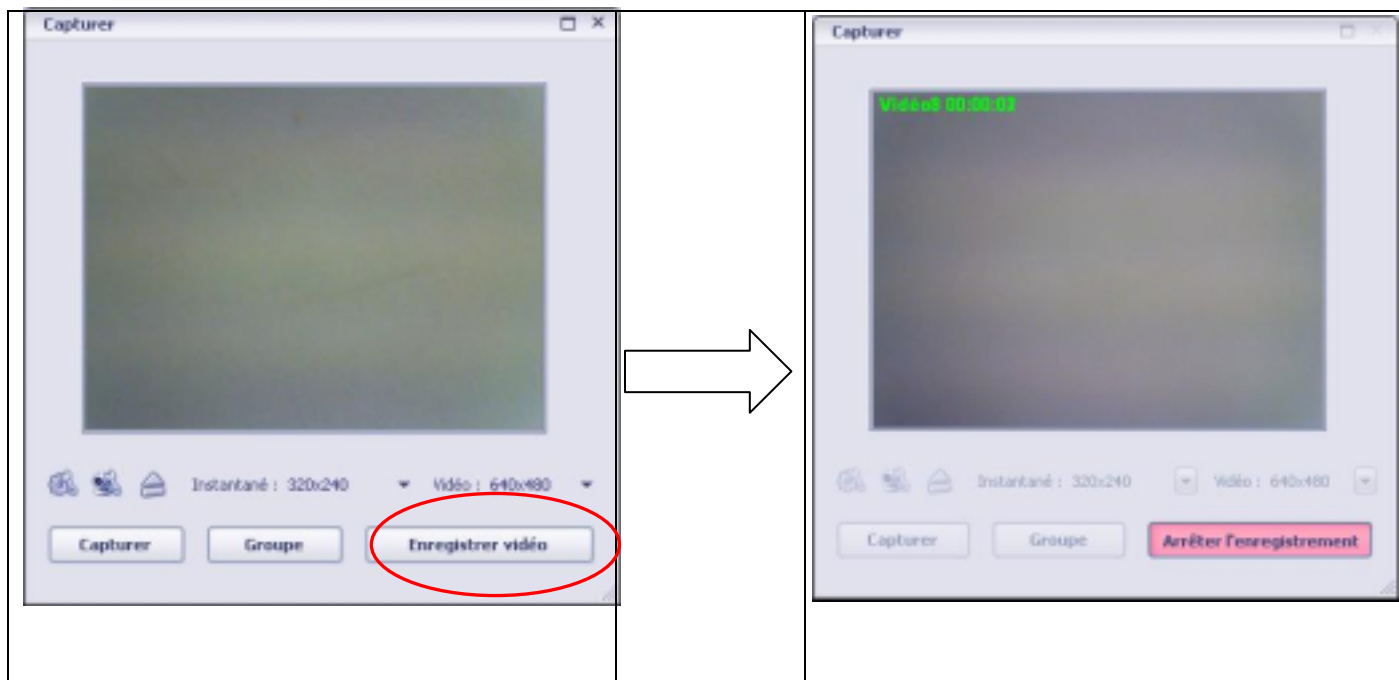 Capturer
Instantané : 320x240 Vidéo : 640x480
Capturer Groupe Enregistrer vidéo
Capturer
Vidéo8 00:00:03
Instantané : 320x240 Vidéo : 640x480
Capturer Groupe Arrêter l'enregistrement